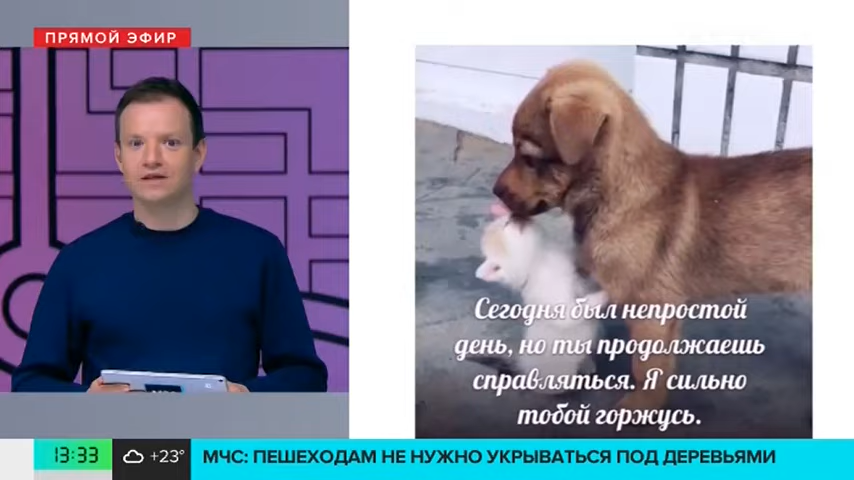 ПРЯМОЙ ЭФИР
Сегодня был непростой
день, но ты продолжаешь
справляться. Я сильно
тобой горжусь.
13:33
+23°
МЧС: ПЕШЕХОДАМ НЕ НУЖНО УКРЫВАТЬСЯ ПОД ДЕРЕВЬЯМИ